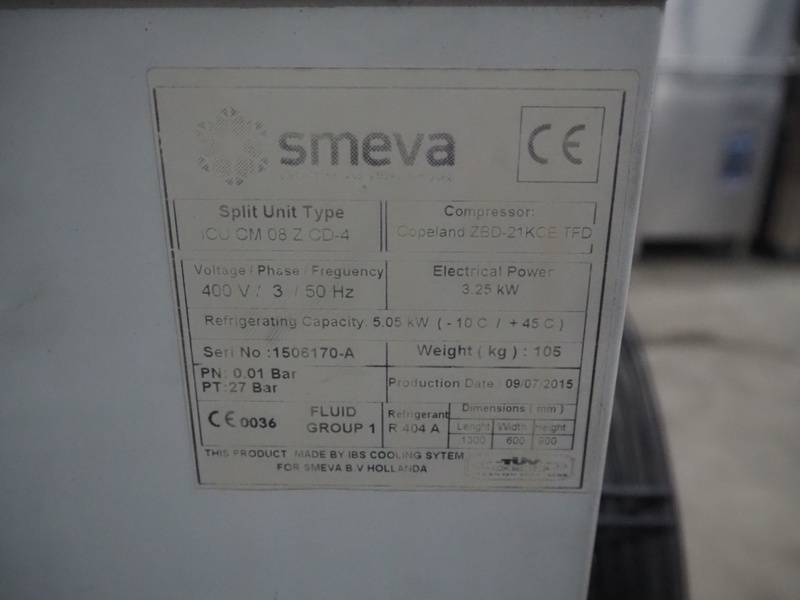 smeva
CE
Split Unit Type
ICU CM 08 Z CD-4
Compressor:
Copeland ZBD-21KCE TFD
Voltage / Phase / Freguency
400 V / 3 / 50 Hz
Electrical Power
3.25 kW
Refrigerating Capacity: 5.05 kW ( - 10 C / + 45 C )
Seri No :1506170-A
Weight ( kg ) : 105
PN: 0.01 Bar
PT:27 Bar
Production Date : 09/07/2015
CE 0036
FLUID
GROUP 1
Refrigerant
R 404 A
Dimensions ( mm )
Lenght Width Height
1300 600 900
THIS PRODUCT MADE BY IBS COOLING SYTEM
FOR SMEVA B.V HOLLANDA
TÜV